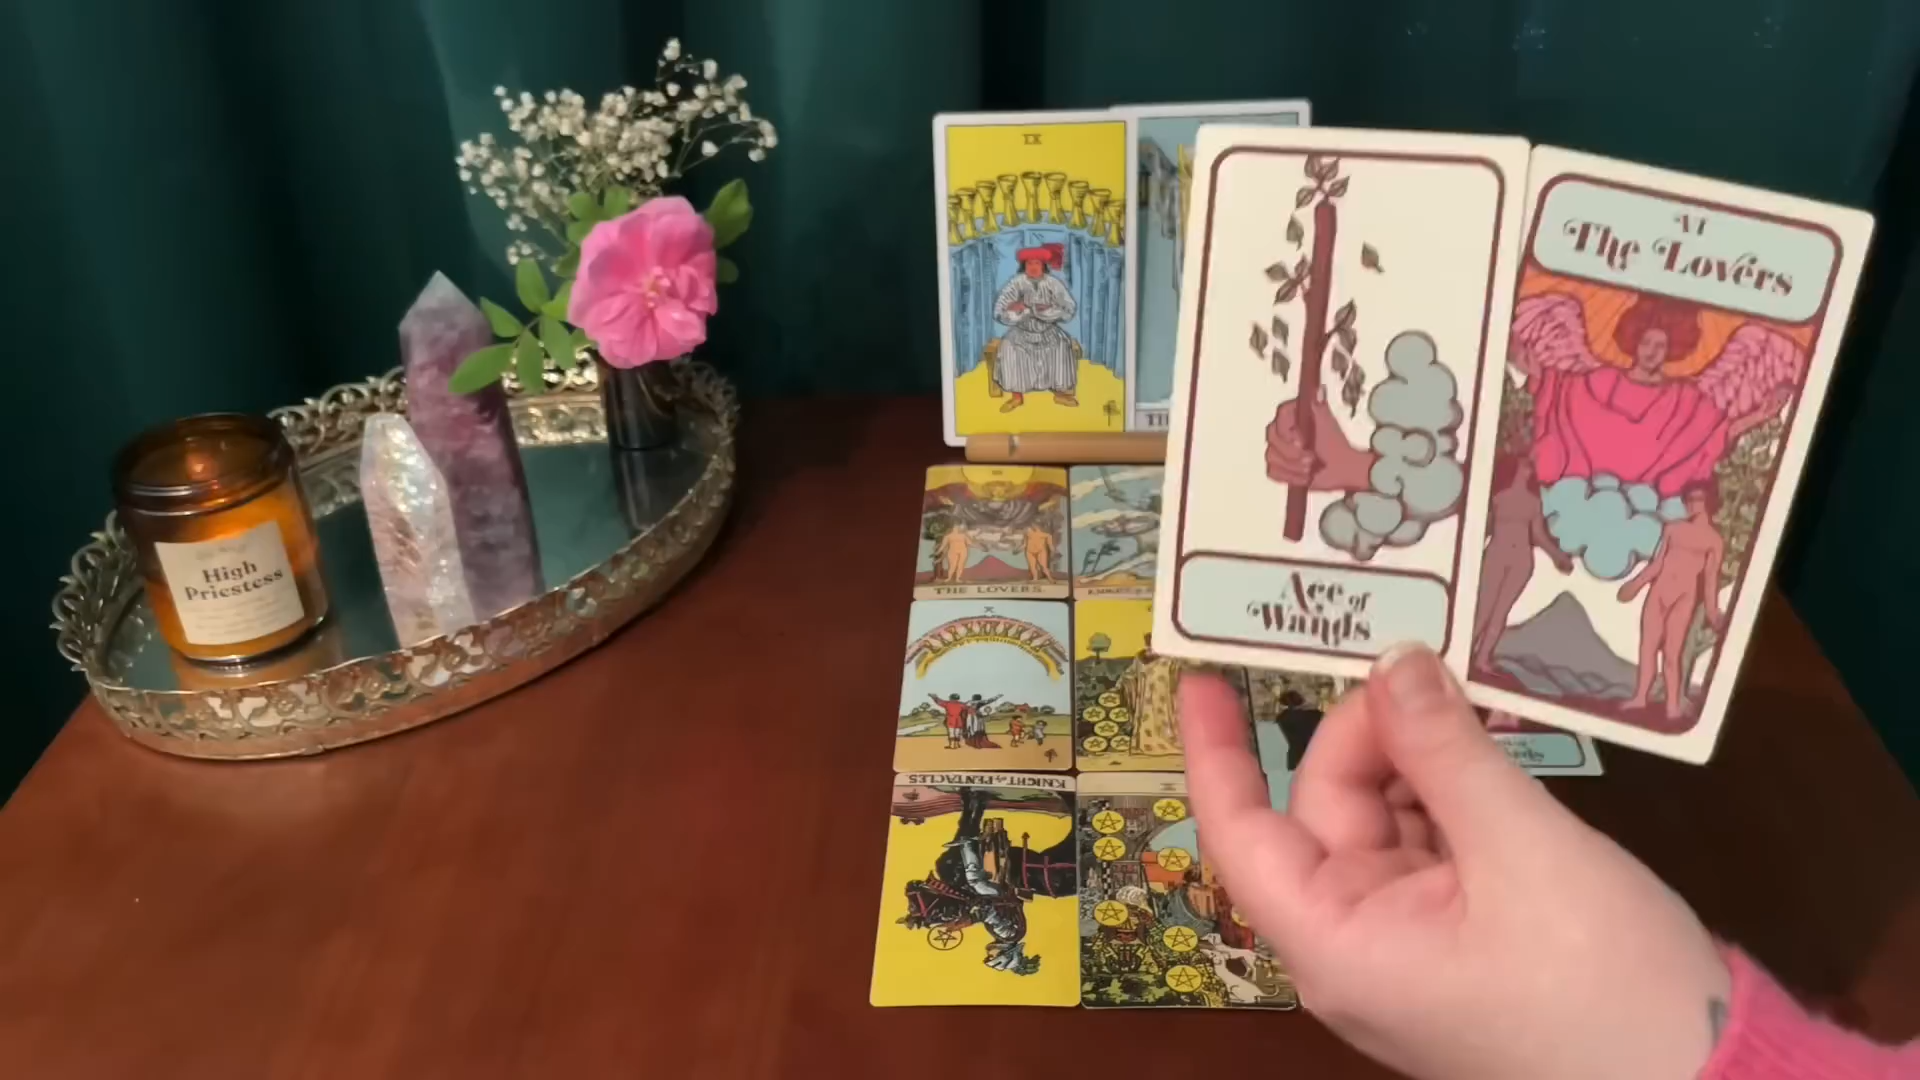 High
Priestess
IX
Ace of
Wands
VI
The Lovers
THE LOVERS.
X
KNIGHT of PENTACLES
X